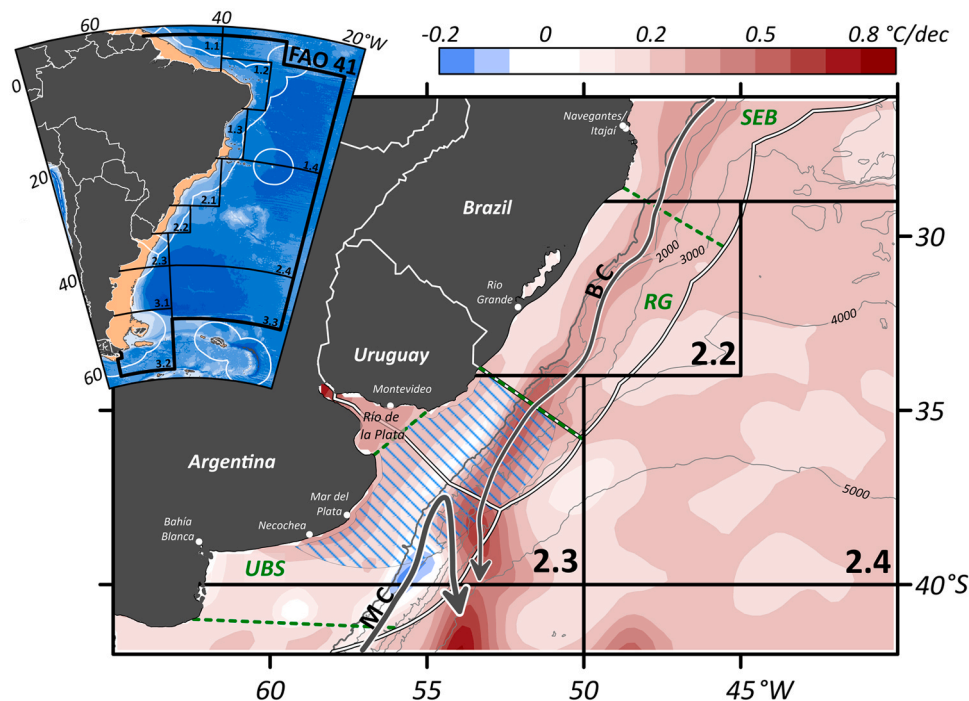 60
40
20°W
0
20
40
60
FAO 41
1.1
1.2
1.3
1.4
2.1
2.2
2.3
2.4
3.1
3.2
3.3
-0.2
0
0.2
0.5
0.8 °C/dec
Navegantes/
Itajaí
SEB
Brazil
30
2000
3000
BC
Rio
Grande
RG
4000
2.2
Uruguay
Montevideo
35
Río de
la Plata
Argentina
5000
Mar del
Plata
Bahía
Blanca
Necochea
UBS
2.3
2.4
40°S
MC
60
55
50
45°W